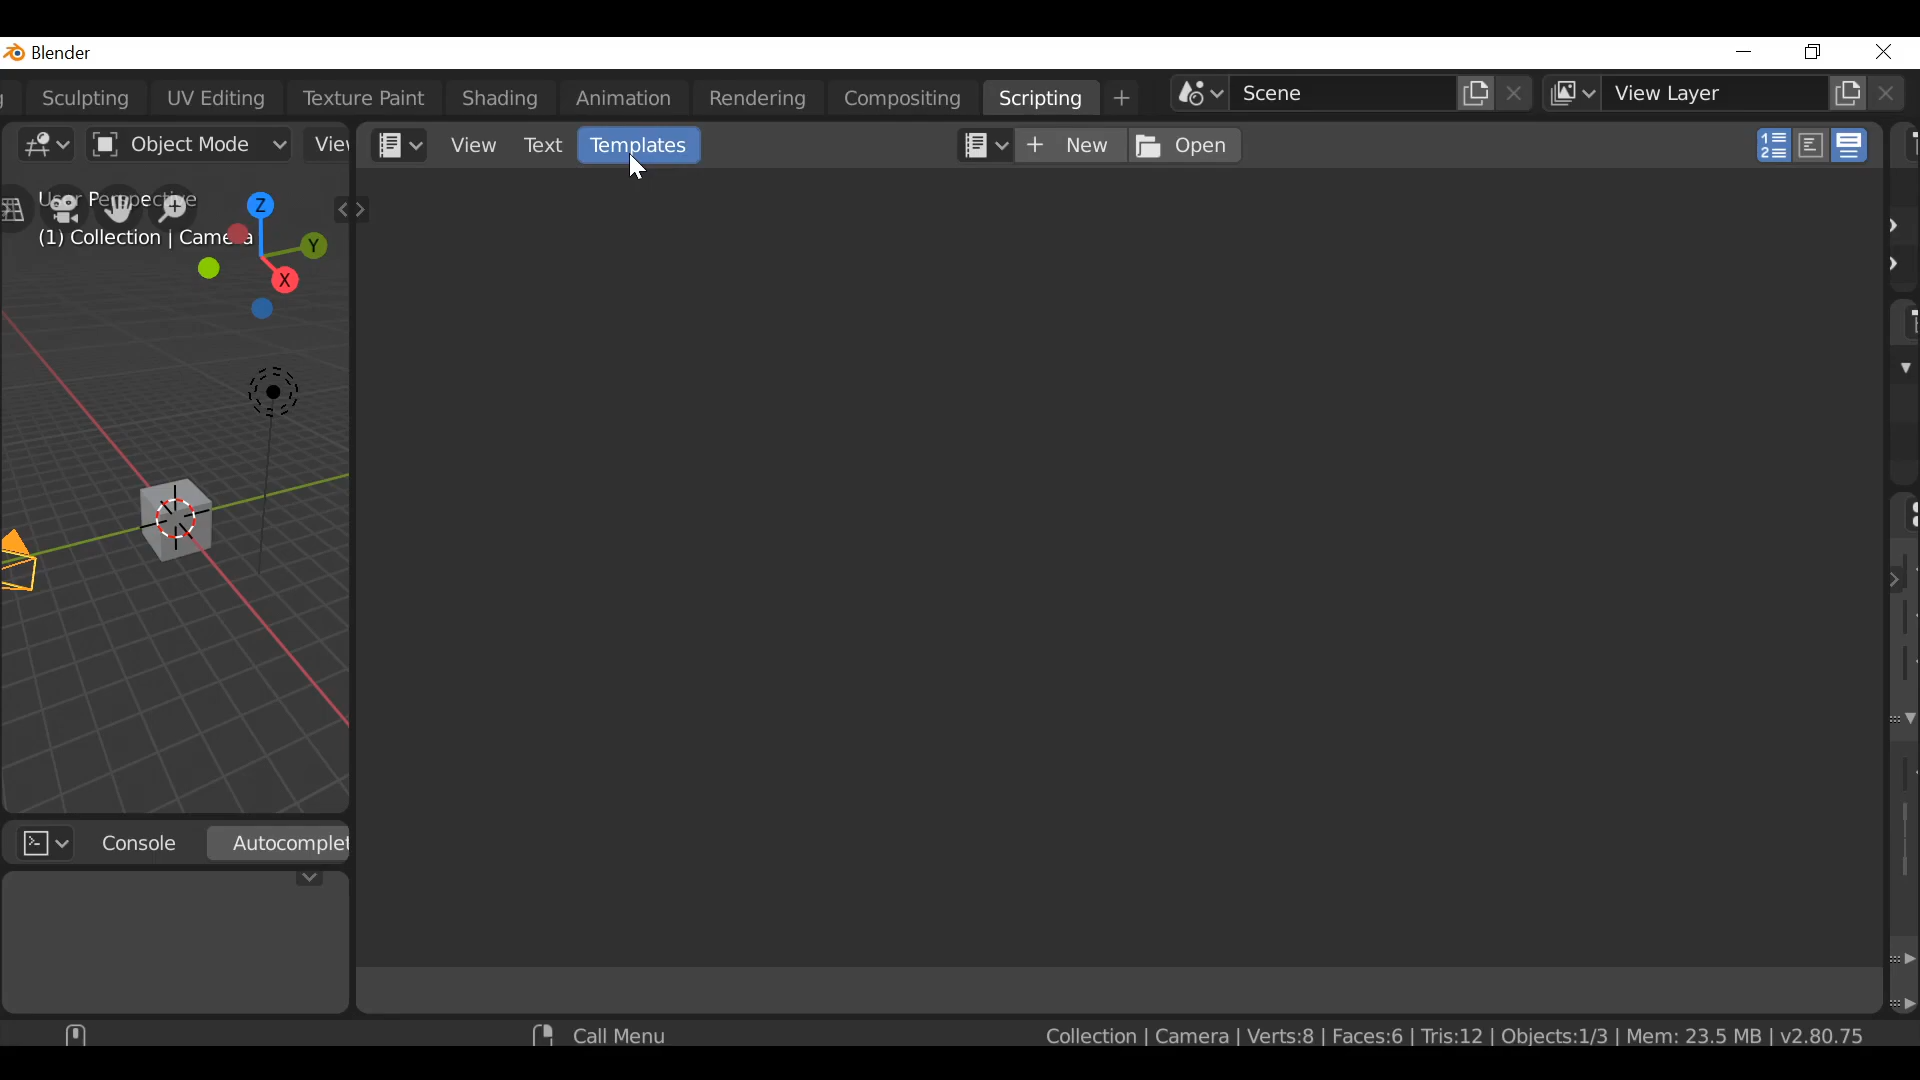 Blender
Sculpting UV Editing Texture Paint Shading Animation Rendering Compositing Scripting + Scene View Layer
Object Mode View Text Templates + New Open
User Perspective
(1) Collection | Camera
Z
Y
X
Console Autocomplet
Call Menu Collection | Camera | Verts:8 | Faces:6 | Tris:12 | Objects:1/3 | Mem: 23.5 MB | v2.80.75